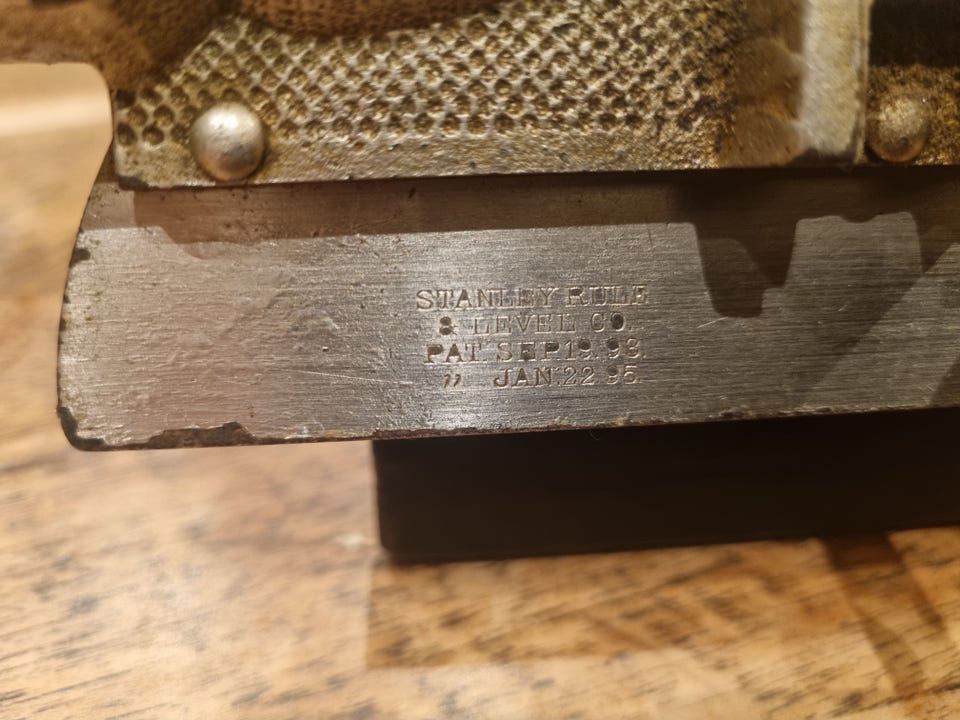 STANLEY RULE
& LEVEL CO.
PAT. SEP.19.93.
" JAN.22 95.